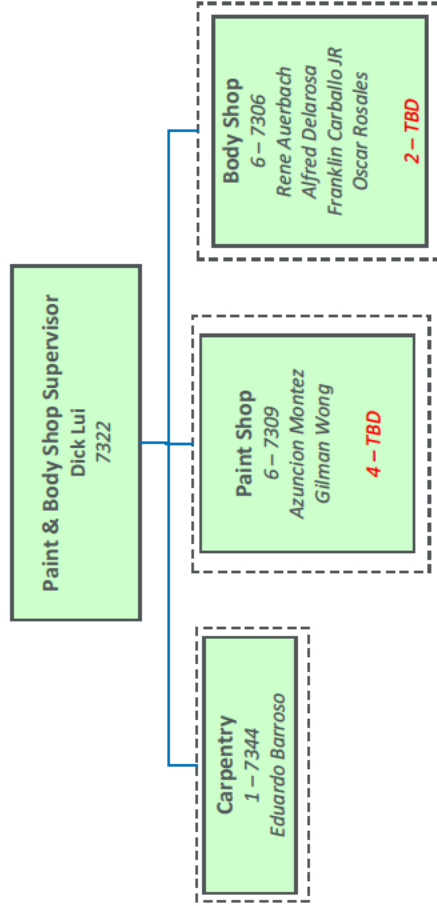 Paint & Body Shop Supervisor
Dick Lui
7322
Carpentry
1 – 7344
Eduardo Barroso
Paint Shop
6 – 7309
Azuncion Montez
Gilman Wong
4 – TBD
Body Shop
6 – 7306
Rene Auerbach
Alfred Delarosa
Franklin Carballo JR
Oscar Rosales
2 – TBD